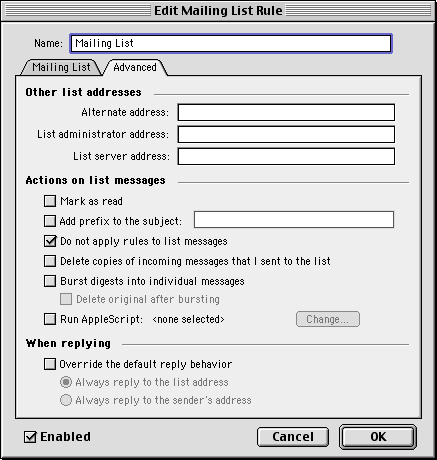 Edit Mailing List Rule
Name: Mailing List
Mailing List Advanced
Other list addresses
Alternate address:
List administrator address:
List server address:
Actions on list messages
Mark as read
Add prefix to the subject:
Do not apply rules to list messages
Delete copies of incoming messages that I sent to the list
Burst digests into individual messages
Delete original after bursting
Run AppleScript: <none selected> Change...
When replying
Override the default reply behavior
Always reply to the list address
Always reply to the sender's address
Enabled Cancel OK